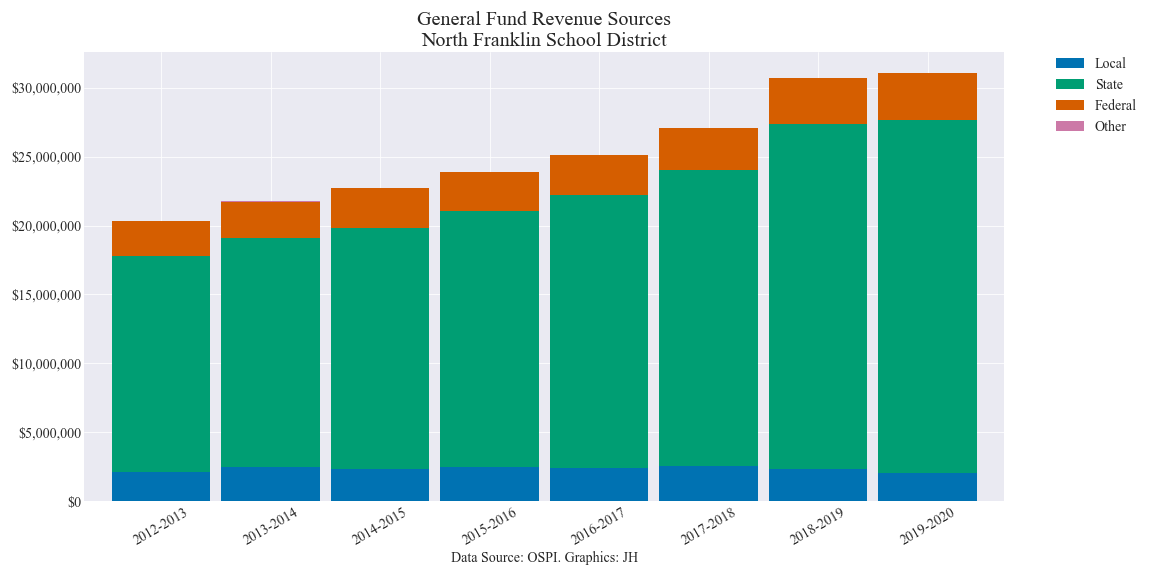 General Fund Revenue Sources
North Franklin School District
Local
State
Federal
Other
$30,000,000
$25,000,000
$20,000,000
$15,000,000
$10,000,000
$5,000,000
$0
2012-2013
2013-2014
2014-2015
2015-2016
2016-2017
2017-2018
2018-2019
2019-2020
Data Source: OSPI. Graphics: JH